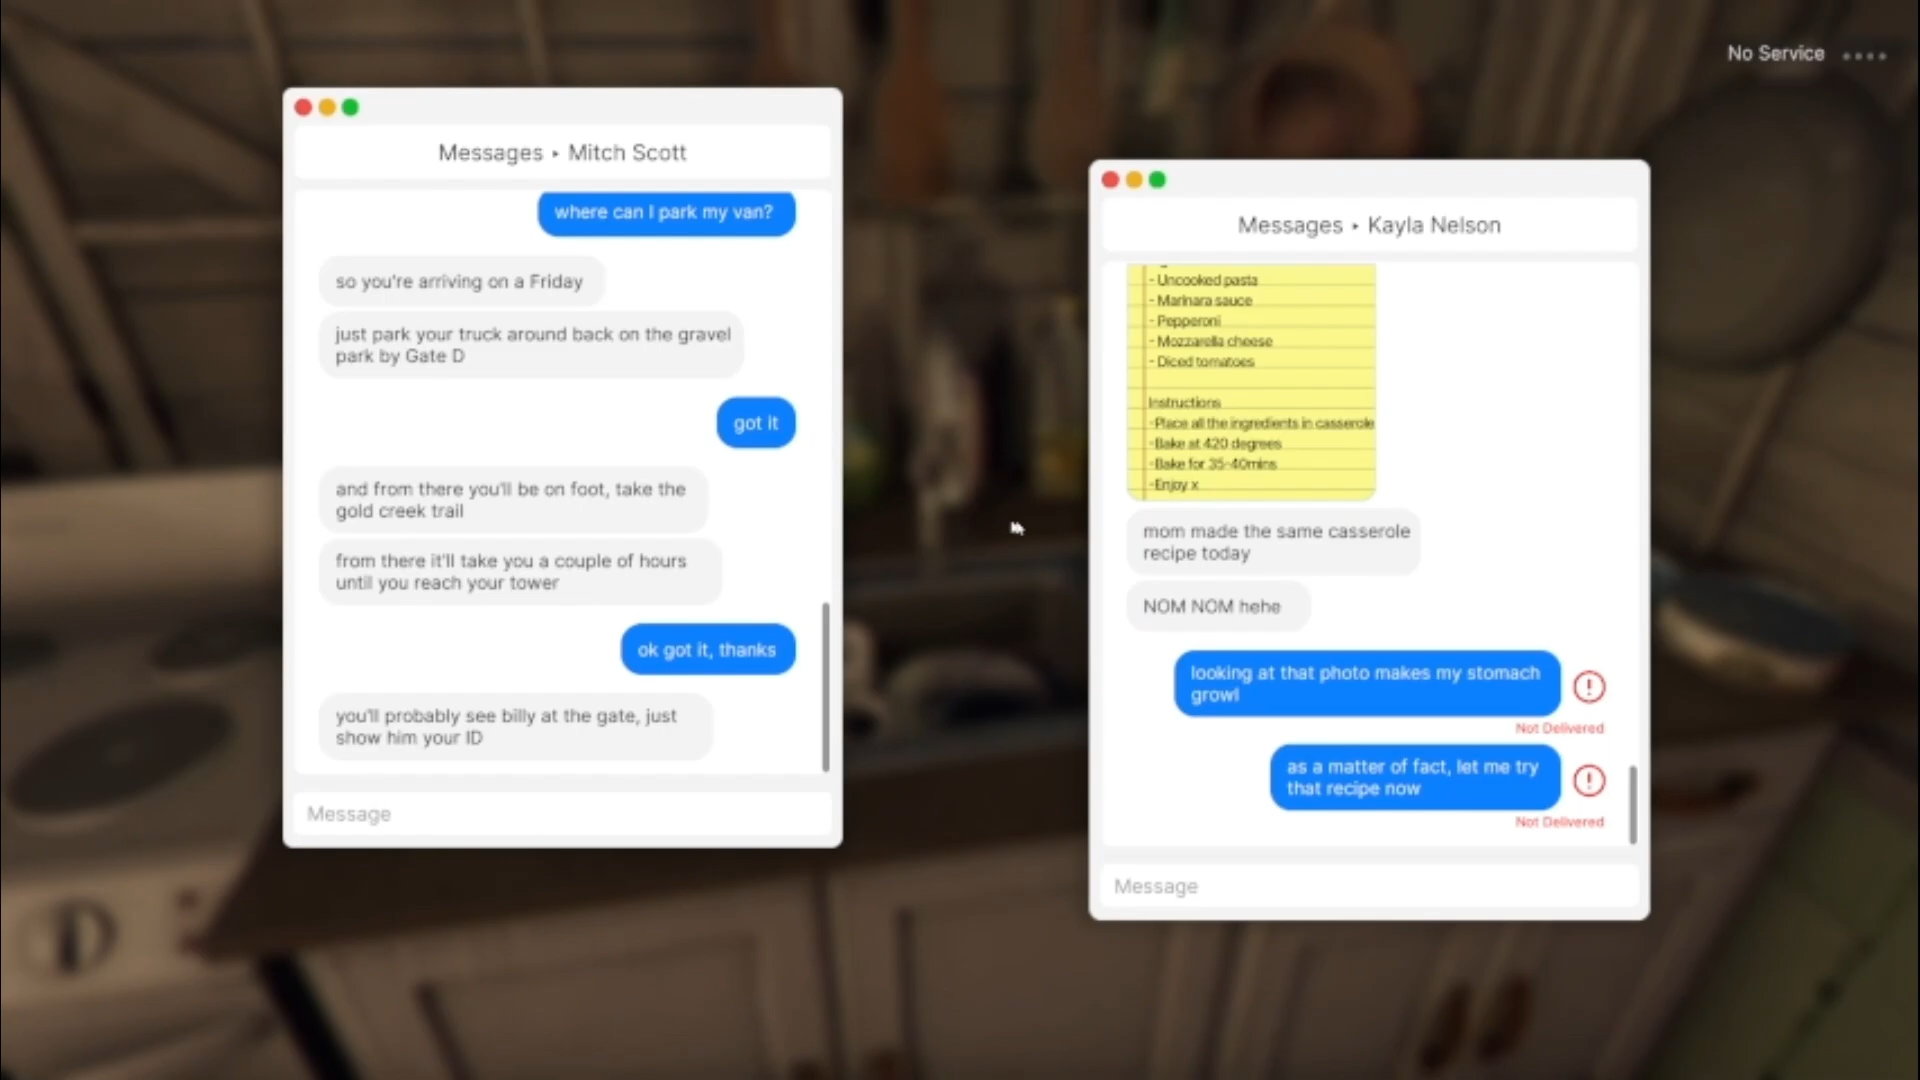 No Service
Messages ▸ Mitch Scott
where can I park my van?
so you're arriving on a Friday
just park your truck around back on the gravel
park by Gate D
got it
and from there you'll be on foot, take the
gold creek trail
from there it'll take you a couple of hours
until you reach your tower
ok got it, thanks
you'll probably see billy at the gate, just
show him your ID
Message
Messages ▸ Kayla Nelson
- Uncooked pasta
- Marinara sauce
- Pepperoni
- Mozzarella cheese
- Diced tomatoes
Instructions
-Place all the ingredients in casserole
-Bake at 420 degrees
-Bake for 35-40mins
-Enjoy x
mom made the same casserole
recipe today
NOM NOM hehe
looking at that photo makes my stomach
growl
Not Delivered
as a matter of fact, let me try
that recipe now
Not Delivered
Message